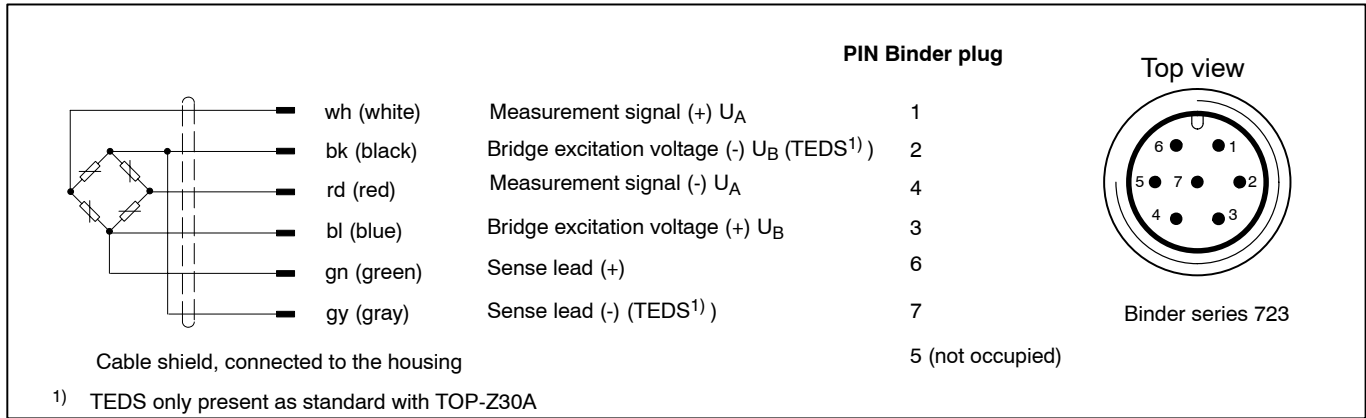 PIN Binder plug
Top view
wh (white) Measurement signal (+) UA 1
bk (black) Bridge excitation voltage (-) UB (TEDS1) ) 2
rd (red) Measurement signal (-) UA 4
bl (blue) Bridge excitation voltage (+) UB 3
gn (green) Sense lead (+) 6
gy (gray) Sense lead (-) (TEDS1) ) 7
6 1
5 7 2
4 3
Binder series 723
Cable shield, connected to the housing 5 (not occupied)
1) TEDS only present as standard with TOP-Z30A